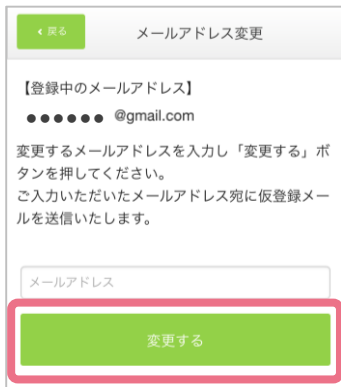 < 戻る
メールアドレス変更
【登録中のメールアドレス】
●●●●●● @gmail.com
変更するメールアドレスを入力し「変更する」ボ
タンを押してください。
ご入力いただいたメールアドレス宛に仮登録メー
ルを送信いたします。
メールアドレス
変更する